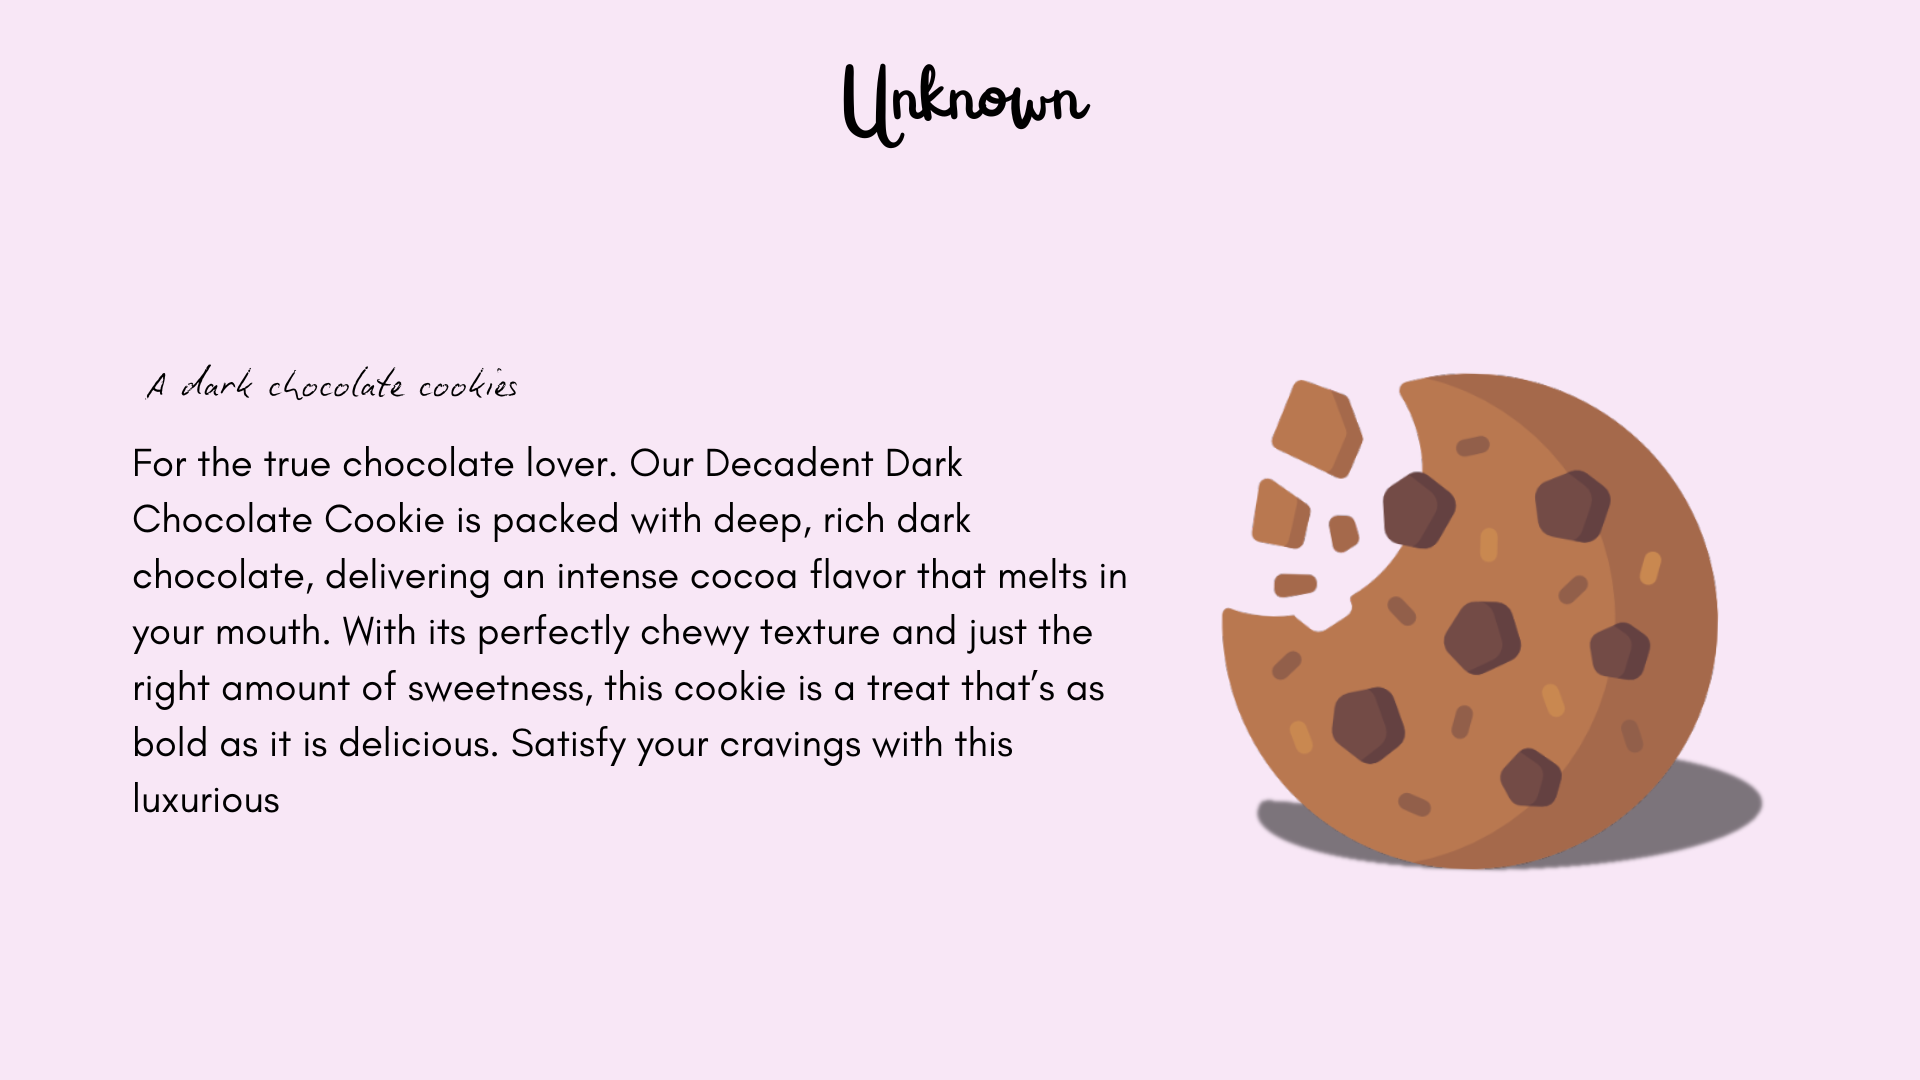 Unknown
A dark chocolate cookies
For the true chocolate lover. Our Decadent Dark
Chocolate Cookie is packed with deep, rich dark
chocolate, delivering an intense cocoa flavor that melts in
your mouth. With its perfectly chewy texture and just the
right amount of sweetness, this cookie is a treat that’s as
bold as it is delicious. Satisfy your cravings with this
luxurious